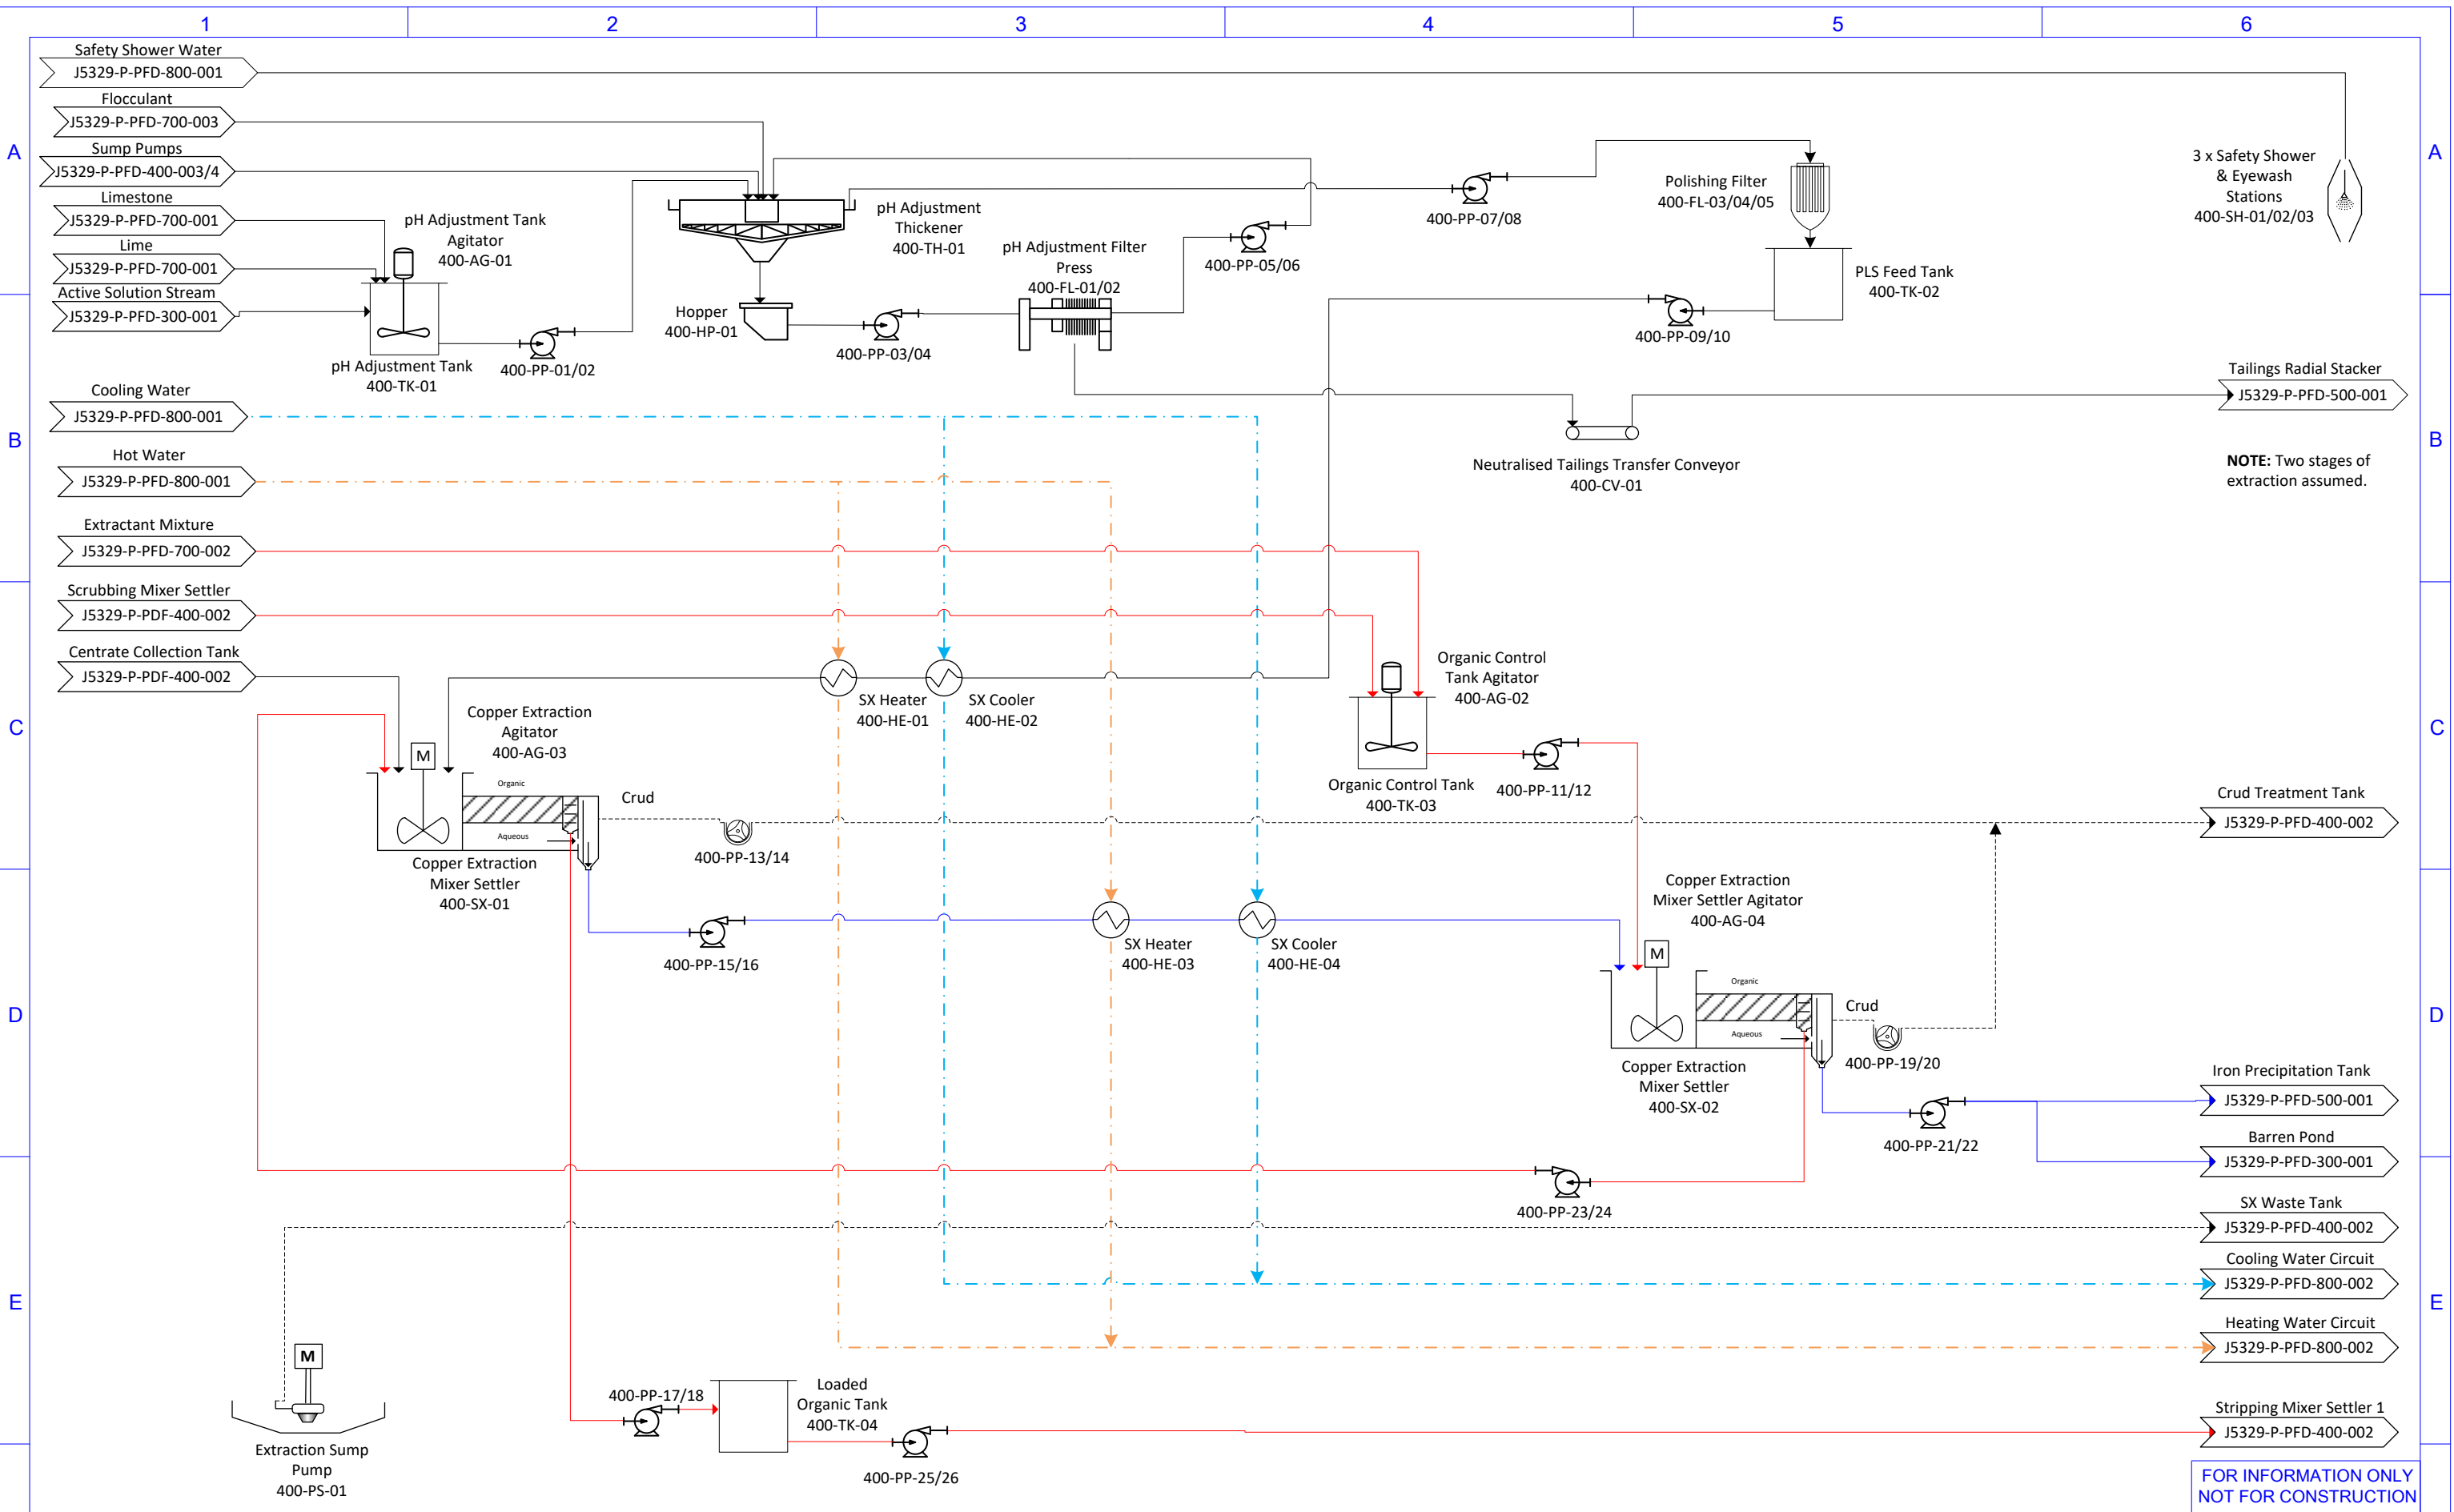 1 2 3 4 5 6
Safety Shower Water
J5329-P-PFD-800-001
Flocculant
J5329-P-PFD-700-003
A
A
Sump Pumps
J5329-P-PFD-400-003/4
Limestone
J5329-P-PFD-700-001
Lime
J5329-P-PFD-700-001
Active Solution Stream
J5329-P-PFD-300-001
pH Adjustment Tank
Agitator
400-AG-01
pH Adjustment Tank
400-TK-01
400-PP-01/02
pH Adjustment
Thickener
400-TH-01
Hopper
400-HP-01
400-PP-03/04
pH Adjustment Filter
Press
400-FL-01/02
400-PP-05/06
400-PP-07/08
Polishing Filter
400-FL-03/04/05
PLS Feed Tank
400-TK-02
400-PP-09/10
3 x Safety Shower
& Eyewash
Stations
400-SH-01/02/03
Tailings Radial Stacker
J5329-P-PFD-500-001
Cooling Water
J5329-P-PFD-800-001
B
B
Neutralised Tailings Transfer Conveyor
400-CV-01
NOTE: Two stages of
extraction assumed.
Hot Water
J5329-P-PFD-800-001
Extractant Mixture
J5329-P-PFD-700-002
Scrubbing Mixer Settler
J5329-P-PDF-400-002
Centrate Collection Tank
J5329-P-PDF-400-002
C
C
SX Heater
400-HE-01
SX Cooler
400-HE-02
Organic Control
Tank Agitator
400-AG-02
Organic Control Tank
400-TK-03
400-PP-11/12
Copper Extraction
Agitator
400-AG-03
M
Organic
Aqueous
Crud
Copper Extraction
Mixer Settler
400-SX-01
400-PP-13/14
Crud Treatment Tank
J5329-P-PFD-400-002
400-PP-15/16
SX Heater
400-HE-03
SX Cooler
400-HE-04
Copper Extraction
Mixer Settler Agitator
400-AG-04
M
Organic
Aqueous
Crud
D
D
400-PP-19/20
Copper Extraction
Mixer Settler
400-SX-02
400-PP-21/22
Iron Precipitation Tank
J5329-P-PFD-500-001
Barren Pond
J5329-P-PFD-300-001
400-PP-23/24
SX Waste Tank
J5329-P-PFD-400-002
Cooling Water Circuit
J5329-P-PFD-800-002
E
E
Heating Water Circuit
J5329-P-PFD-800-002
M
Extraction Sump
Pump
400-PS-01
400-PP-17/18
Loaded
Organic Tank
400-TK-04
400-PP-25/26
Stripping Mixer Settler 1
J5329-P-PFD-400-002
FOR INFORMATION ONLY
NOT FOR CONSTRUCTION